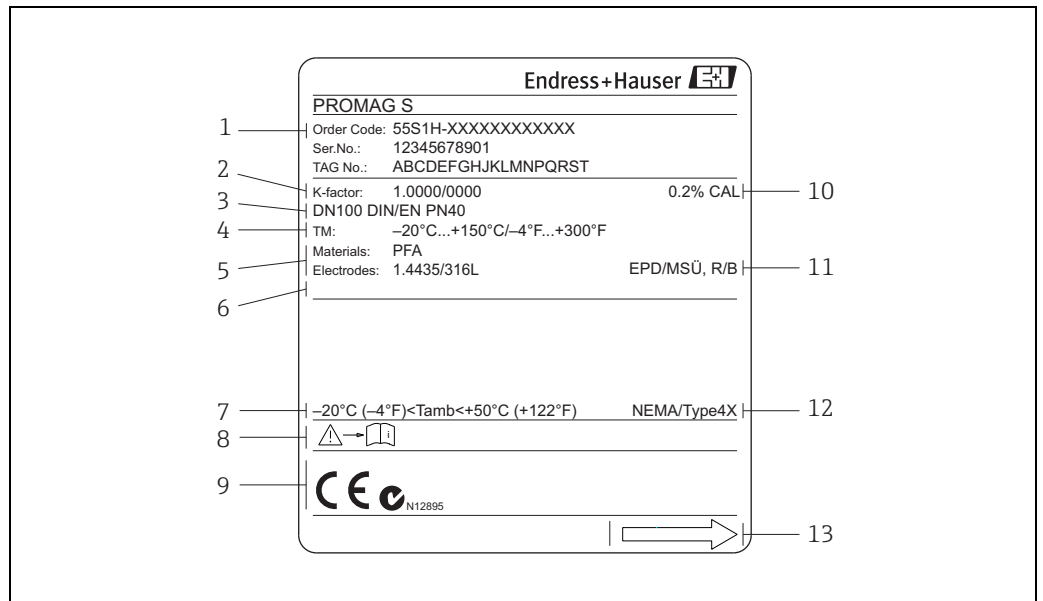 Endress+Hauser
PROMAG S
1 Order Code: 55S1H-XXXXXXXXXXXX
Ser.No.: 12345678901
TAG No.: ABCDEFGHJKLMNPQRST
2 K-factor: 1.0000/0000 0.2% CAL 10
3 DN100 DIN/EN PN40
4 TM: –20°C...+150°C/–4°F...+300°F
Materials: PFA
5 Electrodes: 1.4435/316L EPD/MSÜ, R/B 11
6
7 –20°C (–4°F)<Tamb<+50°C (+122°F) NEMA/Type4X 12
8 i
9 CE N12895
13